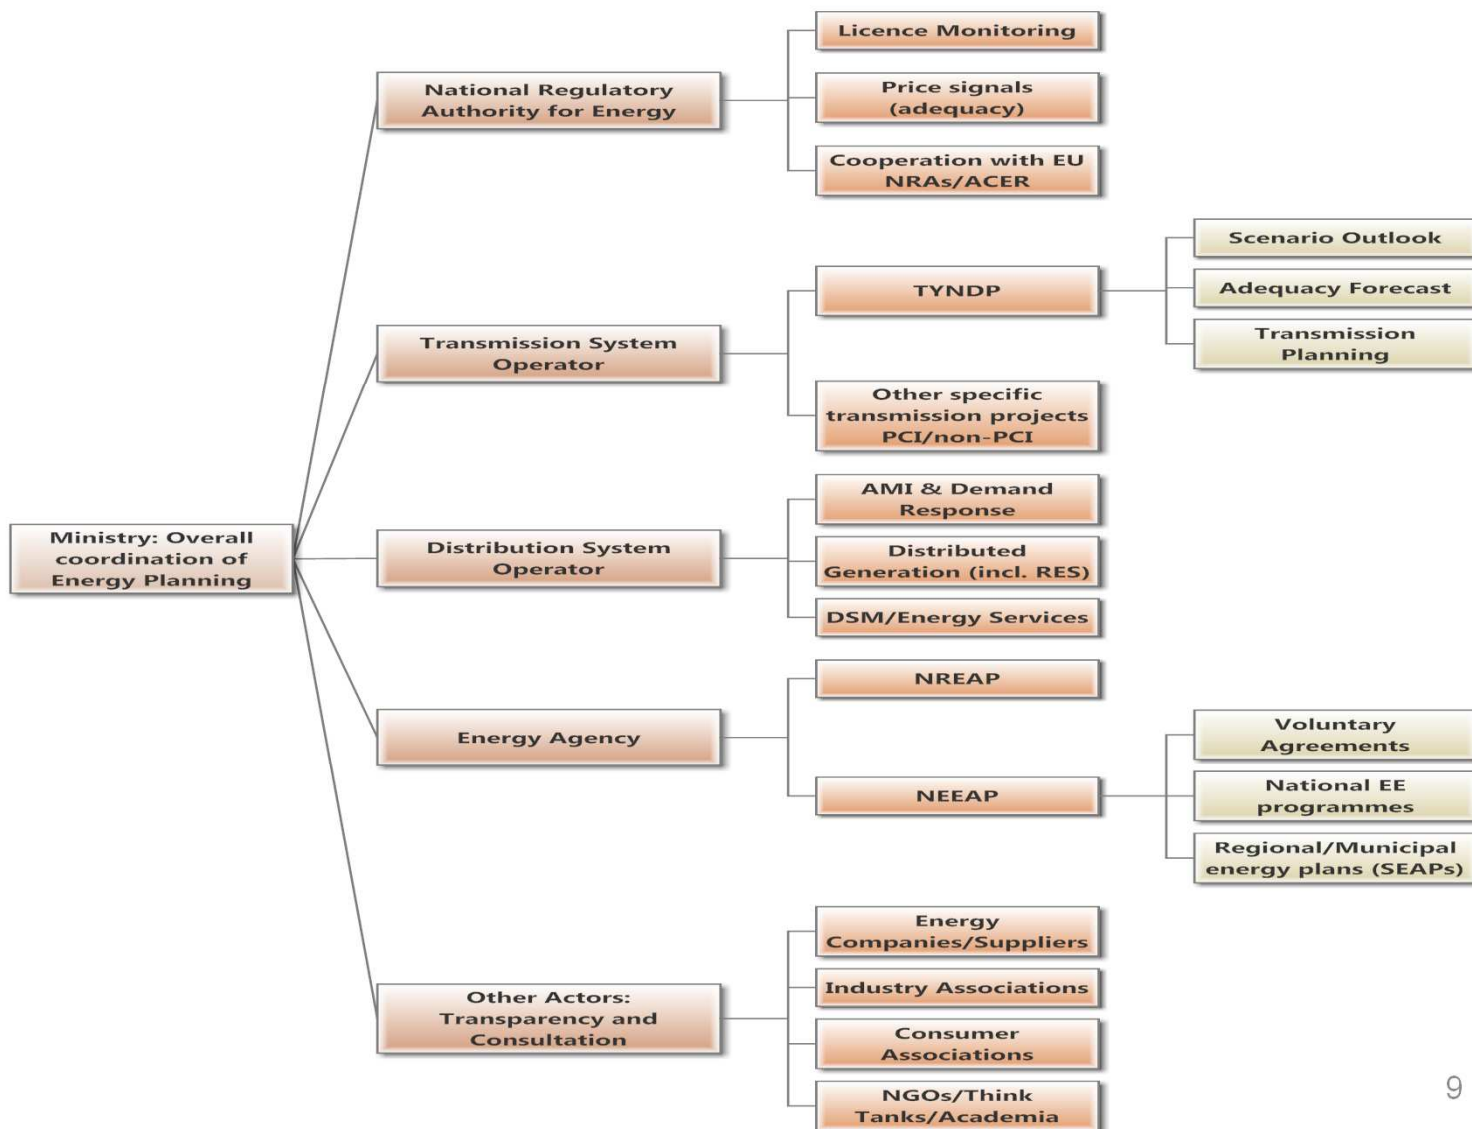 Ministry: Overall
coordination of
Energy Planning
National Regulatory
Authority for Energy
Licence Monitoring
Price signals
(adequacy)
Cooperation with EU
NRAs/ACER
Transmission System
Operator
TYNDP
Scenario Outlook
Adequacy Forecast
Transmission
Planning
Other specific
transmission projects
PCI/non-PCI
Distribution System
Operator
AMI & Demand
Response
Distributed
Generation (incl. RES)
DSM/Energy Services
Energy Agency
NREAP
NEEAP
Voluntary
Agreements
National EE
programmes
Regional/Municipal
energy plans (SEAPs)
Other Actors:
Transparency and
Consultation
Energy
Companies/Suppliers
Industry Associations
Consumer
Associations
NGOs/Think
Tanks/Academia
9